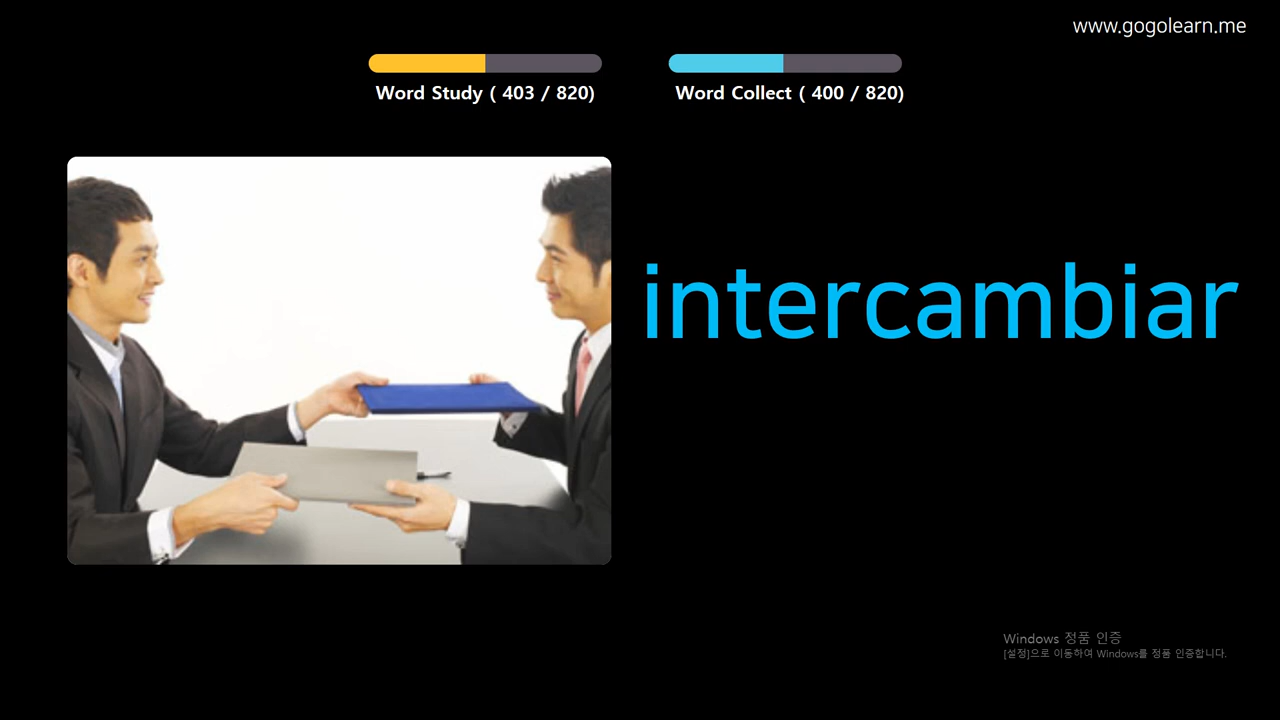 www.gogolearn.me
Word Study ( 403 / 820)
Word Collect ( 400 / 820)
intercambiar
Windows 정품 인증
[설정]으로 이동하여 Windows를 정품 인증합니다.